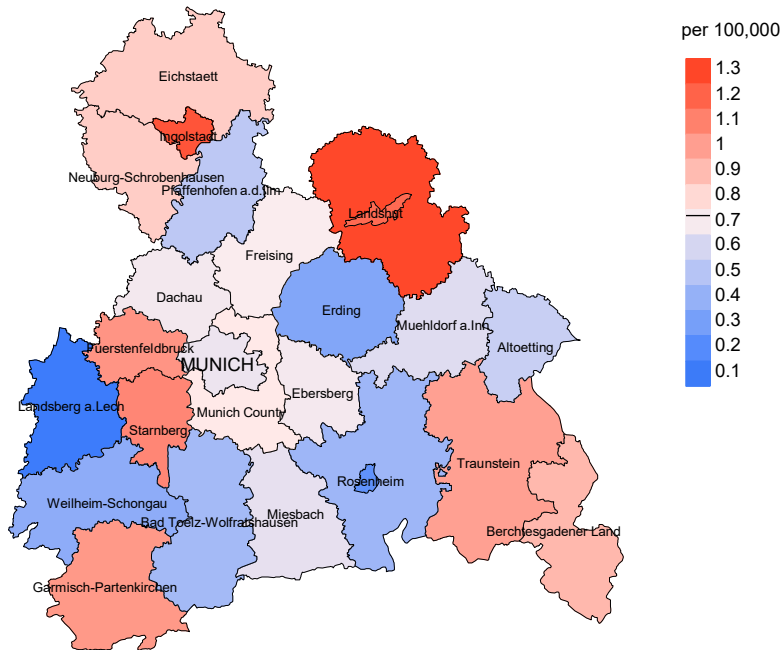 per 100,000
1.3
1.2
1.1
1
0.9
0.8
0.7
0.6
0.5
0.4
0.3
0.2
0.1
Eichstaett
Ingolstadt
Neuburg-Schrobenhausen
Pfaffenhofen a.d.Ilm
Landshut
Freising
Dachau
Erding
Muehldorf a.Inn
Altoetting
Fuerstenfeldbruck
MUNICH
Ebersberg
Landsberg a.Lech
Munich County
Starnberg
Traunstein
Rosenheim
Weilheim-Schongau
Miesbach
Bad Toelz-Wolfratshausen
Berchtesgadener Land
Garmisch-Partenkirchen